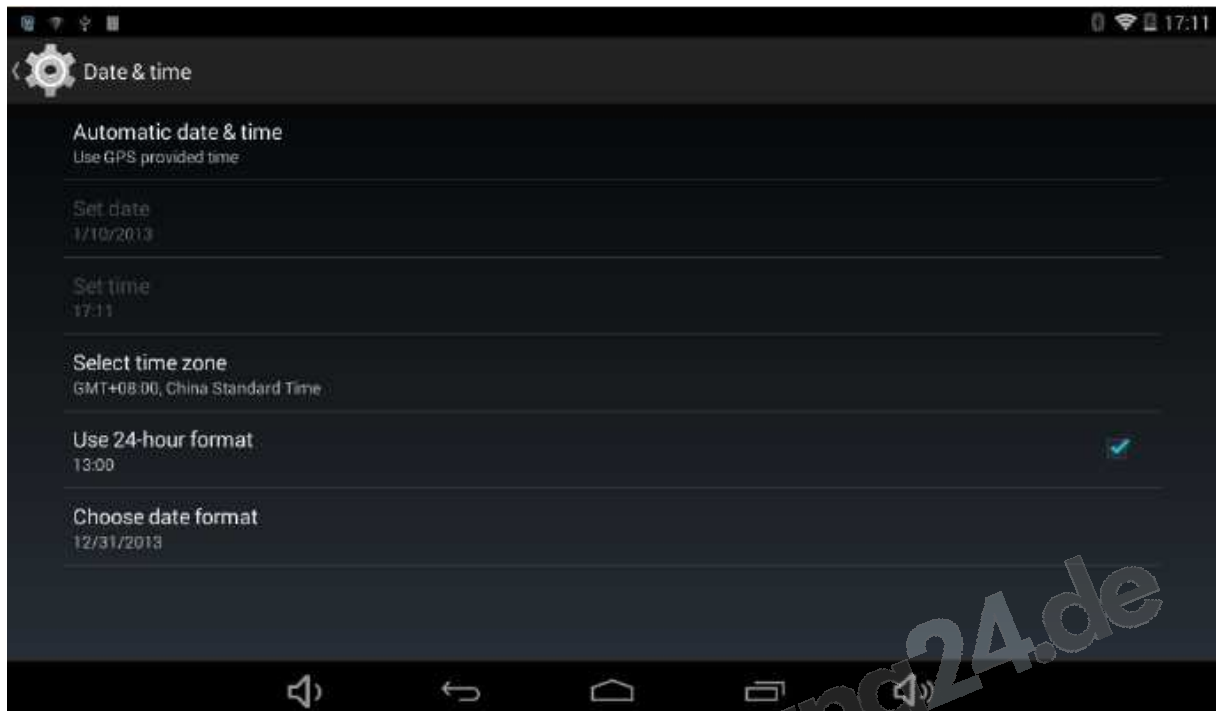 17:11
Date & time
Automatic date & time
Use GPS provided time
Set date
1/10/2013
Set time
17:11
Select time zone
GMT+08:00, China Standard Time
Use 24-hour format
13:00
Choose date format
12/31/2013
24.de